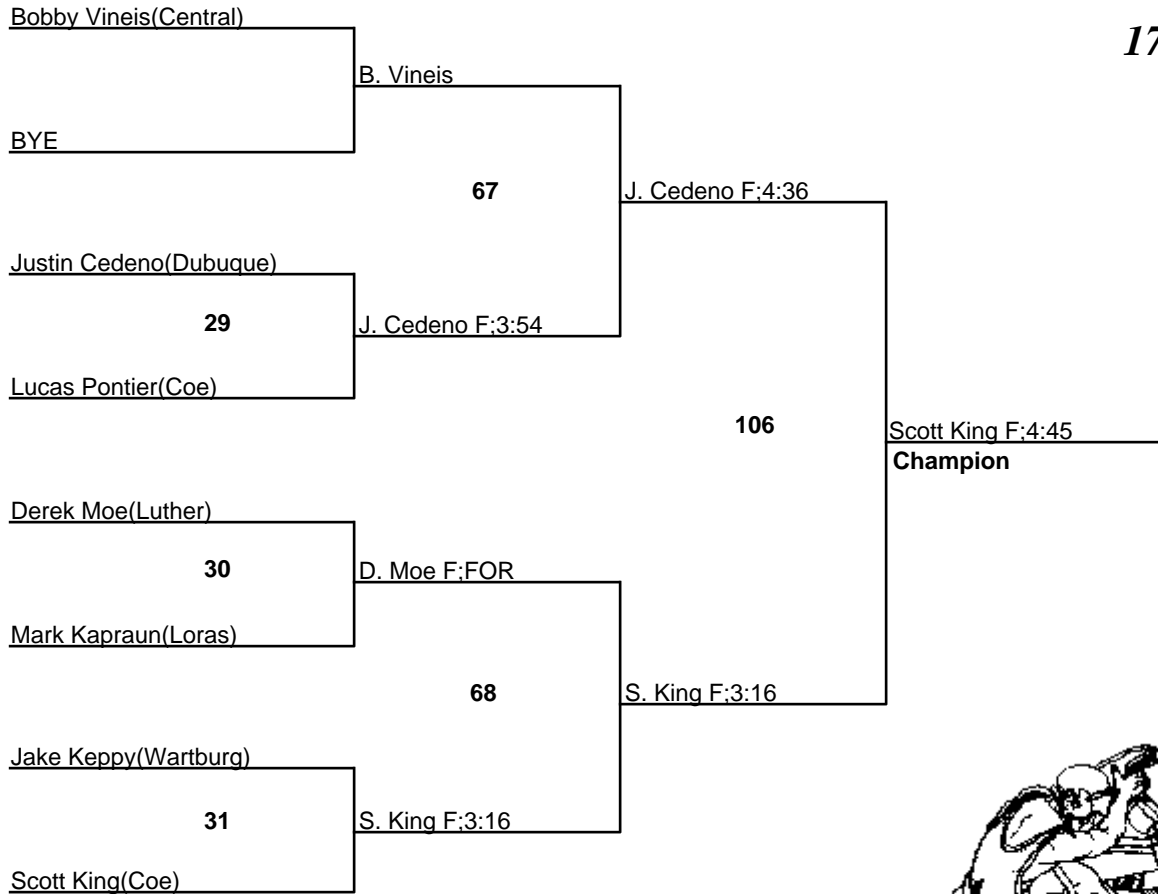 Bobby Vineis(Central)
17
B. Vineis
BYE
67
J. Cedeno F;4:36
Justin Cedeno(Dubuque)
29
J. Cedeno F;3:54
Lucas Pontier(Coe)
106
Scott King F;4:45
Champion
Derek Moe(Luther)
30
D. Moe F;FOR
Mark Kapraun(Loras)
68
S. King F;3:16
Jake Keppy(Wartburg)
31
S. King F;3:16
Scott King(Coe)